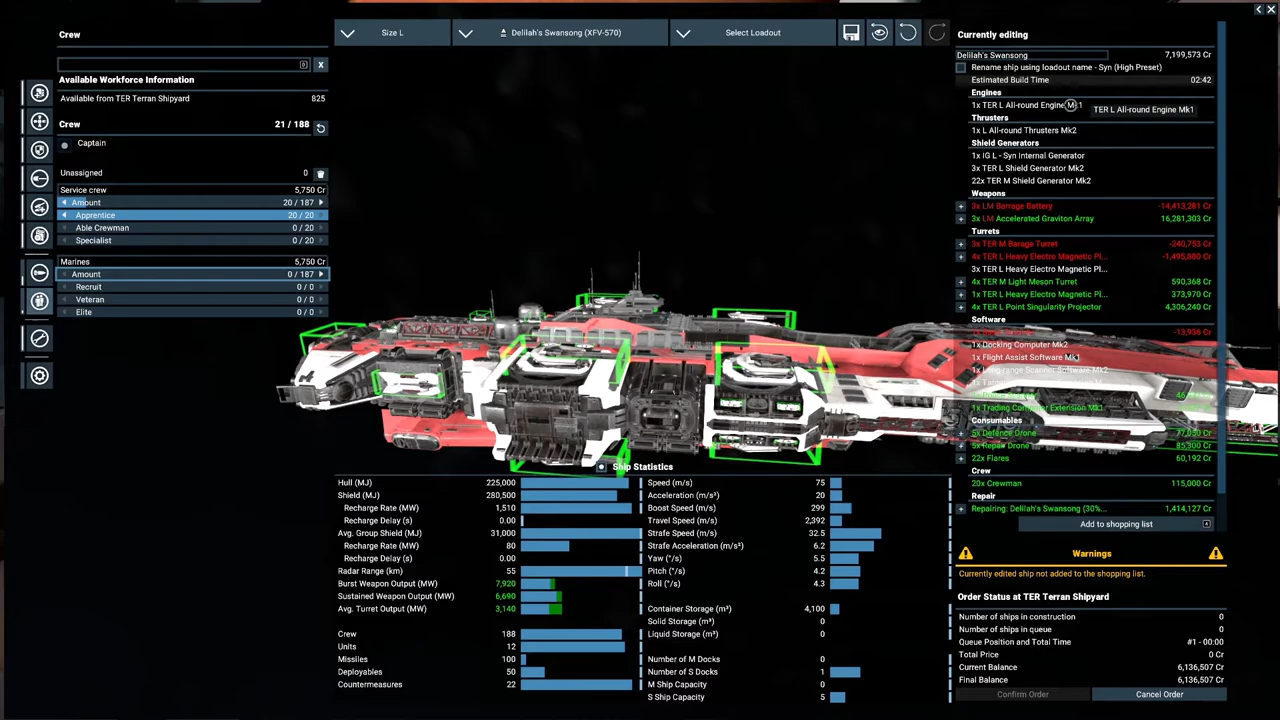 Crew
Size L
Delilah's Swansong (XFV-570)
Select Loadout
0
X
Available Workforce Information
Available from TER Terran Shipyard 825
Crew 21 / 188
Captain
Unassigned 0
Service crew 5,750 Cr
Amount 20 / 187
Apprentice 20 / 20
Able Crewman 0 / 20
Specialist 0 / 20
Marines 5,750 Cr
Amount 0 / 187
Recruit 0 / 0
Veteran 0 / 0
Elite 0 / 0
Ship Statistics
Hull (MJ) 225,000
Shield (MJ) 280,500
Recharge Rate (MW) 1,510
Recharge Delay (s) 0.00
Avg. Group Shield (MJ) 31,000
Recharge Rate (MW) 80
Recharge Delay (s) 0.00
Radar Range (km) 55
Burst Weapon Output (MW) 7,920
Sustained Weapon Output (MW) 6,690
Avg. Turret Output (MW) 3,140
Crew 188
Units 12
Missiles 100
Deployables 50
Countermeasures 22
Speed (m/s) 75
Acceleration (m/s²) 20
Boost Speed (m/s) 299
Travel Speed (m/s) 2,392
Strafe Speed (m/s) 32.5
Strafe Acceleration (m/s²) 6.2
Yaw (°/s) 5.5
Pitch (°/s) 4.2
Roll (°/s) 4.3
Container Storage (m³) 4,100
Solid Storage (m³) 0
Liquid Storage (m³) 0
Number of M Docks 0
Number of S Docks 1
M Ship Capacity 0
S Ship Capacity 5
Currently editing
Delilah's Swansong 7,199,573 Cr
Rename ship using loadout name - Syn (High Preset)
Estimated Build Time 02:42
Engines
1x TER L All-round Engine Mk1
TER L All-round Engine Mk1
Thrusters
1x L All-round Thrusters Mk2
Shield Generators
1x IG L - Syn Internal Generator
3x TER L Shield Generator Mk2
22x TER M Shield Generator Mk2
Weapons
3x LM Barrage Battery -14,413,281 Cr
3x LM Accelerated Graviton Array 16,281,303 Cr
Turrets
3x TER M Barage Turret -240,753 Cr
4x TER L Heavy Electro Magnetic Pl... -1,495,880 Cr
3x TER L Heavy Electro Magnetic Pl...
4x TER M Light Meson Turret 590,368 Cr
1x TER L Heavy Electro Magnetic Pl... 373,970 Cr
4x TER L Point Singularity Projector 4,306,240 Cr
Software
-13,936 Cr
1x Docking Computer Mk2
1x Flight Assist Software Mk1
1x Long-range Scanner Software Mk2
1x Trading Computer Extension Mk1
Consumables
5x Defence Drone
5x Repair Drone
22x Flares 60,192 Cr
Crew
20x Crewman 115,000 Cr
Repair
Repairing: Delilah's Swansong (30%... 1,414,127 Cr
Add to shopping list
Warnings
Currently edited ship not added to the shopping list.
Order Status at TER Terran Shipyard
Number of ships in construction 0
Number of ships in queue 0
Queue Position and Total Time #1 - 00:00
Total Price 0 Cr
Current Balance 6,136,507 Cr
Final Balance 6,136,507 Cr
Confirm Order
Cancel Order